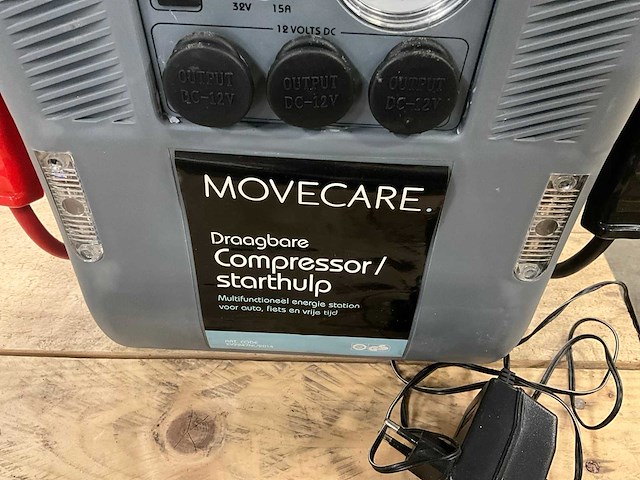 32V 15A
12 VOLTS DC
OUTPUT DC-12V
OUTPUT DC-12V
OUTPUT DC-12V
MOVECARE.
Draagbare
Compressor/
starthulp
Multifunctioneel energie station
voor auto, fiets en vrije tijd